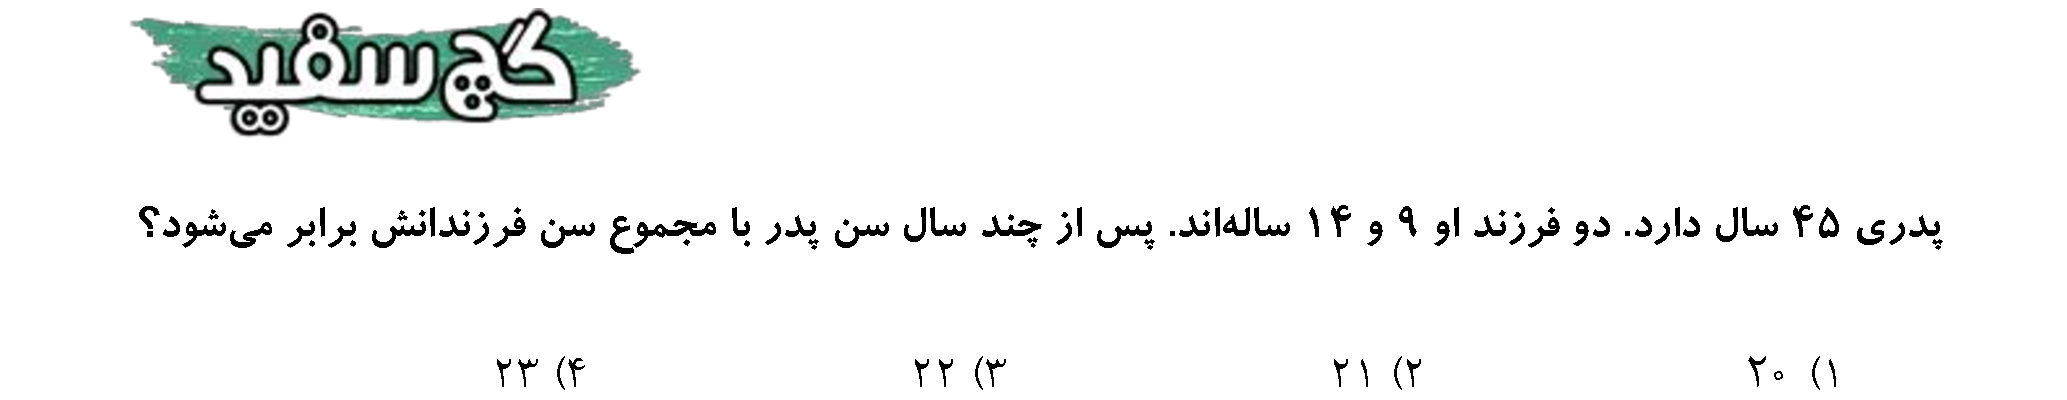 گچ سفید
پدری ۴۵ سال دارد. دو فرزند او ۹ و ۱۴ ساله‌اند. پس از چند سال سن پدر با مجموع سن فرزندانش برابر می‌شود؟
۱) ۲۰ ۲) ۲۱ ۳) ۲۲ ۴) ۲۳